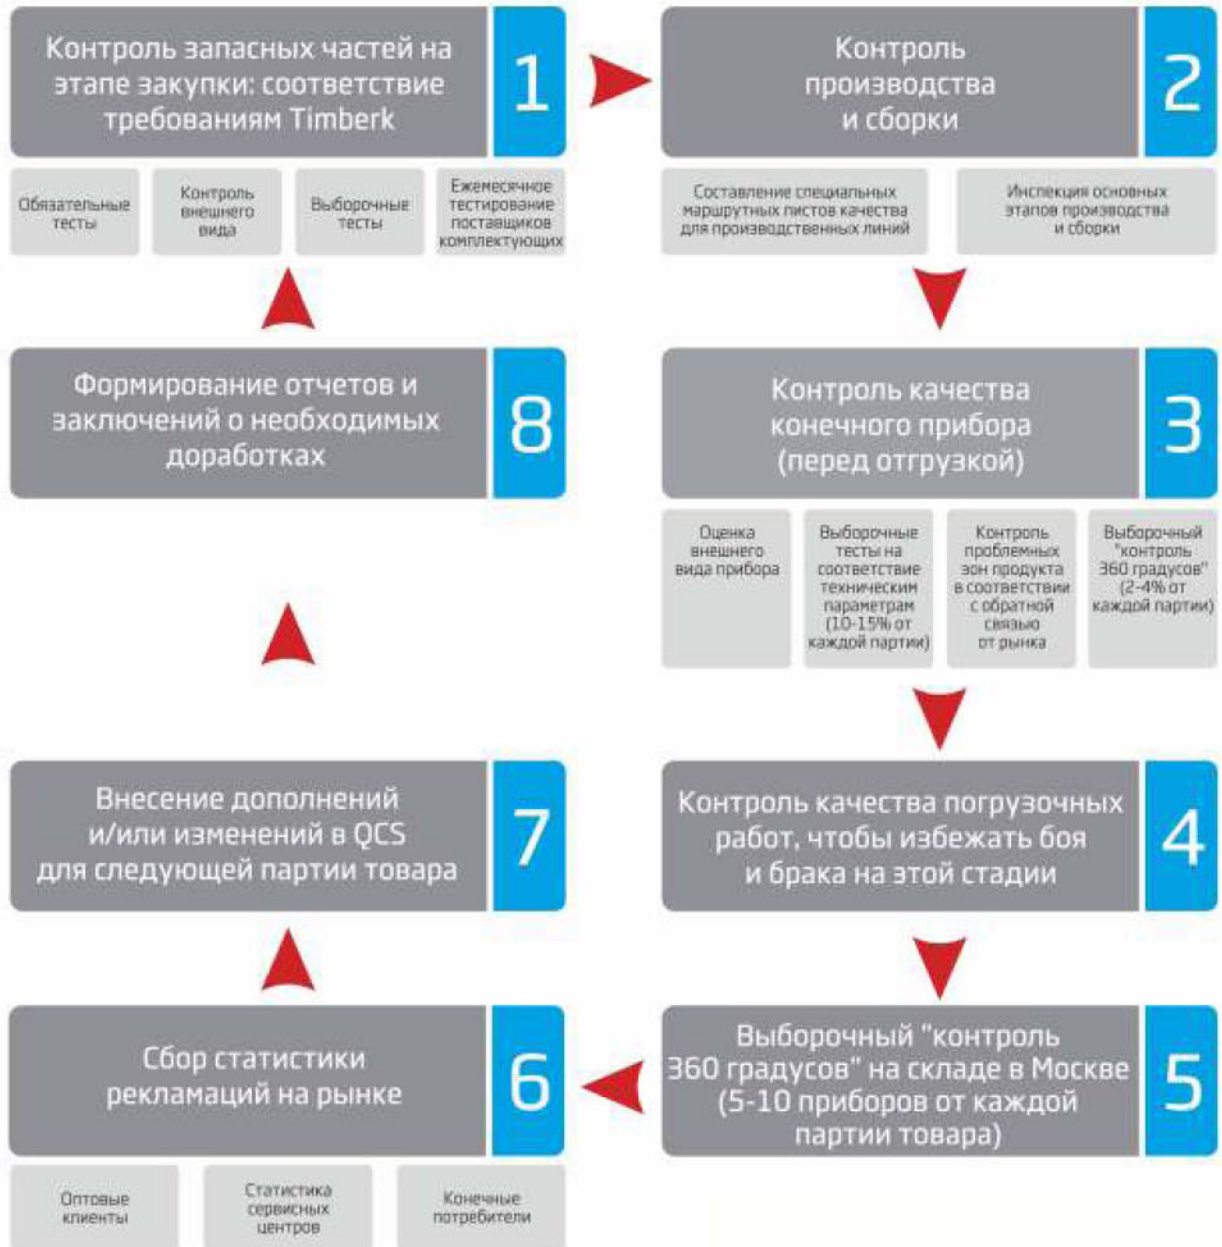 Контроль запасных частей на
этапе закупки: соответствие
требованиям Timberk
1
Обязательные
тесты
Контроль
внешнего
вида
Выборочные
тесты
Ежемесячное
тестирование
поставщиков
комплектующих
Контроль
производства
и сборки
2
Составление специальных
маршрутных листов качества
для производственных линий
Инспекция основных
этапов производства
и сборки
Контроль качества
конечного прибора
(перед отгрузкой)
3
Оценка
внешнего
вида прибора
Выборочные
тесты на
соответствие
техническим
параметрам
(10-15% от
каждой партии)
Контроль
проблемных
зон продукта
в соответствии
с обратной
связью
от рынка
Выборочный
"контроль
360 градусов"
(2-4% от
каждой партии)
Контроль качества погрузочных
работ, чтобы избежать боя
и брака на этой стадии
4
Выборочный "контроль
360 градусов" на складе в Москве
(5-10 приборов от каждой
партии товара)
5
Сбор статистики
рекламаций на рынке
6
Оптовые
клиенты
Статистика
сервисных
центров
Конечные
потребители
Внесение дополнений
и/или изменений в QCS
для следующей партии товара
7
Формирование отчетов и
заключений о необходимых
доработках
8